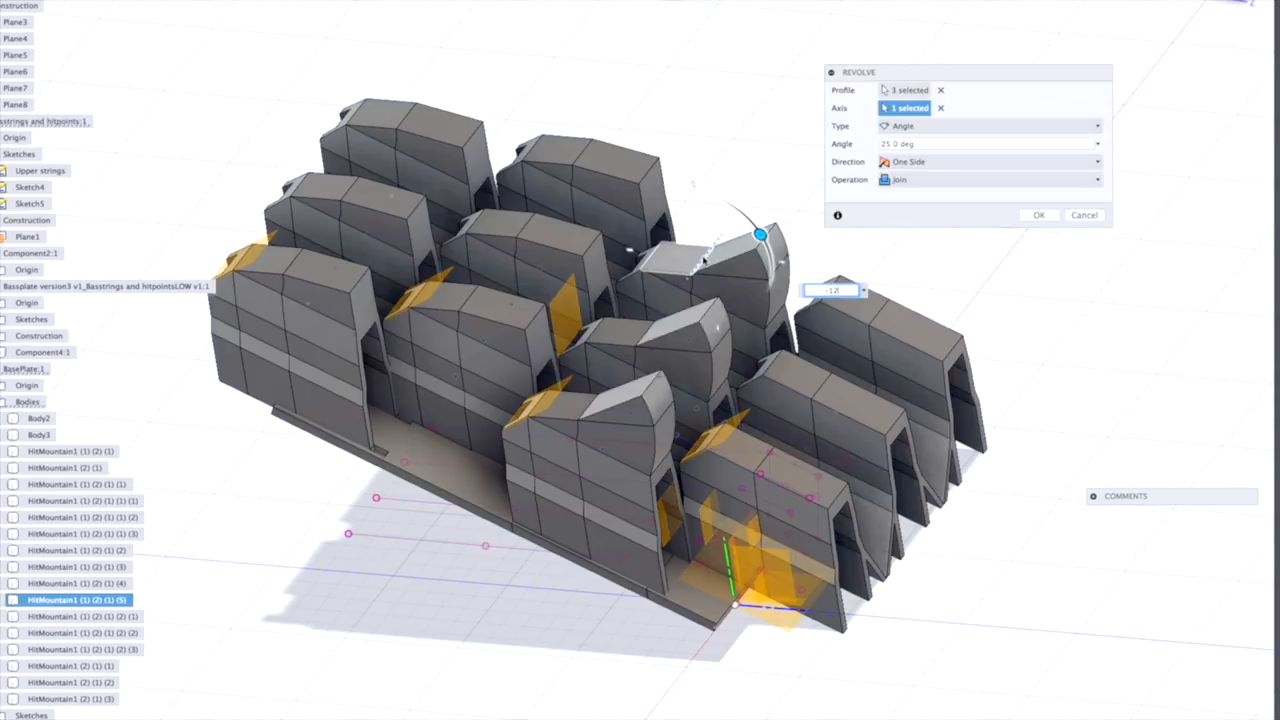 nstruction
Plane3
Plane4
Plane5
Plane6
Plane7
Plane8
sstrings and hitpoints:1
Origin
Sketches
Upper strings
Sketch4
Sketch5
Construction
Plane1
Component2:1
Origin
Bassplate version3 v1_Basstrings and hitpointsLOW v1:1
Origin
Sketches
Construction
Component4:1
BasePlate:1
Origin
Bodies
Body2
Body3
HitMountain1 (1) (2) (1)
HitMountain1 (2) (1)
HitMountain1 (2) (1) (1)
HitMountain1 (2) (1) (1) (1)
HitMountain1 (2) (1) (1) (2)
HitMountain1 (2) (1) (1) (3)
HitMountain1 (2) (1) (2)
HitMountain1 (2) (1) (3)
HitMountain1 (2) (1) (4)
HitMountain1 (2) (1) (5)
HitMountain1 (2) (1) (2) (1)
HitMountain1 (2) (1) (2) (2)
HitMountain1 (2) (1) (2) (3)
HitMountain1 (2) (1) (1)
HitMountain1 (2) (1) (2)
HitMountain1 (2) (1) (3)
Sketches
REVOLVE
Profile 3 selected
Axis 1 selected
Type Angle
Angle 25.0 deg
Direction One Side
Operation Join
OK Cancel
-12
COMMENTS